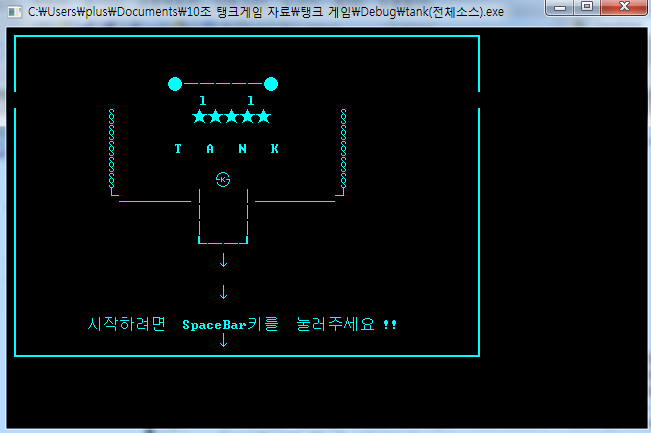 C:₩Users₩plus₩Documents₩10조 탱크게임 자료₩탱크 게임₩Debug₩tank(전체소스).exe
●─────●
l l
★★★★★
T A N K
㉿
↓
↓
시작하려면 SpaceBar키를 눌러주세요 !!
↓